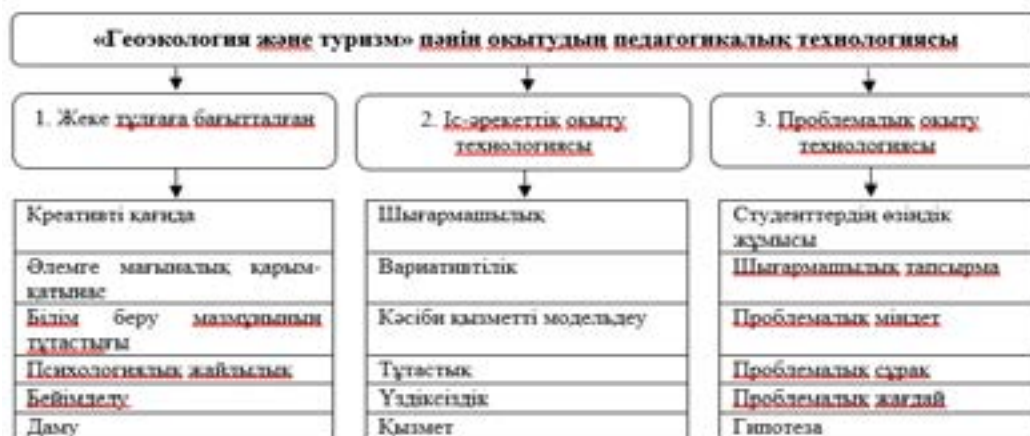 «Геоэкология және туризм» пәнін оқытудың педагогикалық технологиясы
1. Жеке тұлғаға бағытталған
2. Іс-әрекеттік оқыту
технологиясы
3. Проблемалық оқыту
технологиясы
Креативті қағида
Әлемге мағыналық қарым-
қатынас
Білім беру мазмұнының
тұтастығы
Психологиялық жайлылық
Бейімделу
Даму
Шығармашылық
Вариативтілік
Кәсіби қызметті модельдеу
Тұтастық
Үздіксіздік
Қызмет
Студенттердің өзіндік
жұмысы
Шығармашылық тапсырма
Проблемалық міндет
Проблемалық сұрақ
Проблемалық жағдай
Гипотеза